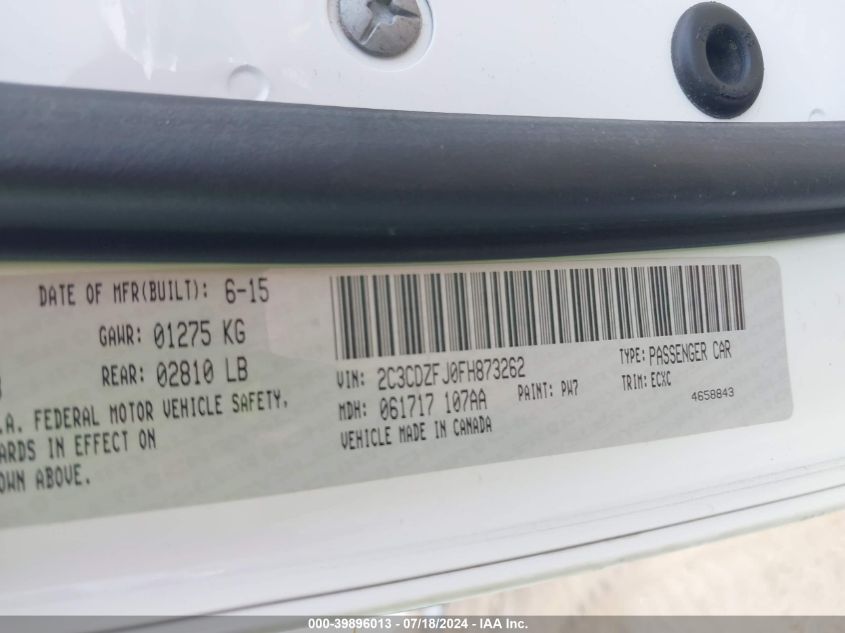 DATE OF MFR(BUILT): 6-15
GAWR: 01275 KG
REAR: 02810 LB
.A. FEDERAL MOTOR VEHICLE SAFETY,
ARDS IN EFFECT ON
OWN ABOVE.
VIN: 2C3CDZFJ0FH873262
TYPE: PASSENGER CAR
MDH: 061717 107AA
PAINT: PW7
TRIM: ECXC
VEHICLE MADE IN CANADA
4658843
000-39896013 - 07/18/2024 - IAA Inc.